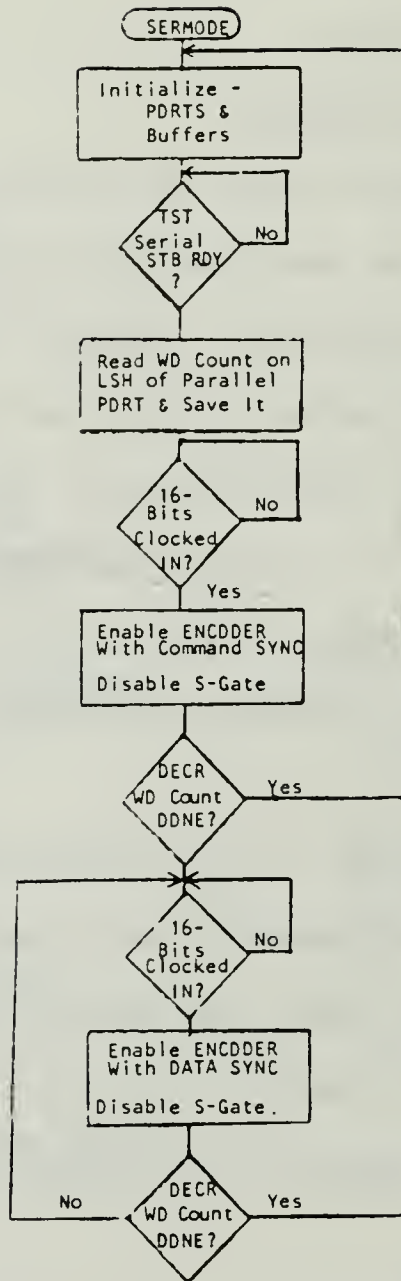 SERMODE
Initialize -
PDRTS &
Buffers
TST
Serial
STB RDY
?
No
Read WD Count on
LSH of Parallel
PDRT & Save It
16-
Bits
Clocked
IN?
No
Yes
Enable ENCDDER
With Command SYNC
Disable S-Gate
DECR
WD Count
DDNE?
Yes
16-
Bits
Clocked
IN?
No
Enable ENCDDER
With DATA SYNC
Disable S-Gate.
No
DECR
WD Count
DDNE?
Yes